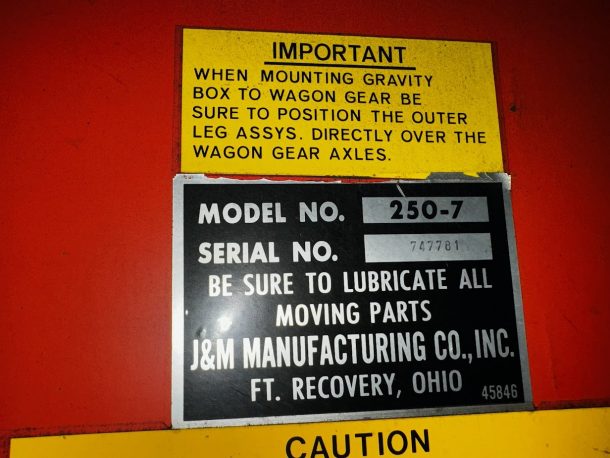 IMPORTANT
WHEN MOUNTING GRAVITY
BOX TO WAGON GEAR BE
SURE TO POSITION THE OUTER
LEG ASSYS. DIRECTLY OVER THE
WAGON GEAR AXLES.
MODEL NO. 250-7
SERIAL NO. 747781
BE SURE TO LUBRICATE ALL
MOVING PARTS
J&M MANUFACTURING CO., INC.
FT. RECOVERY, OHIO 45846
CAUTION